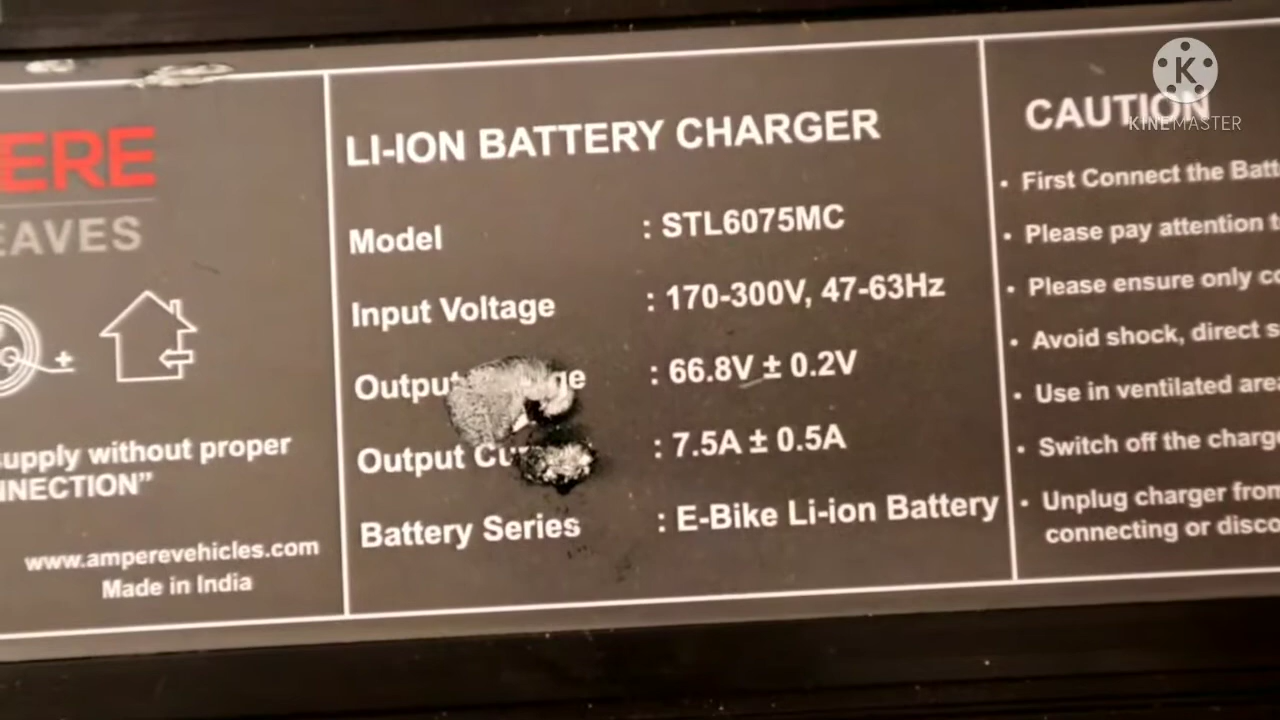 ERE
EAVES
supply without proper
NNECTION”
www.amperevehicles.com
Made in India
LI-ION BATTERY CHARGER
Model : STL6075MC
Input Voltage : 170-300V, 47-63Hz
Output : 66.8V ± 0.2V
Output : 7.5A ± 0.5A
Battery Series : E-Bike Li-ion Battery
CAUTION
• First Connect the Batt
• Please pay attention t
• Please ensure only co
• Avoid shock, direct s
• Use in ventilated area
• Switch off the charge
• Unplug charger from
connecting or disco
K
KINEMASTER